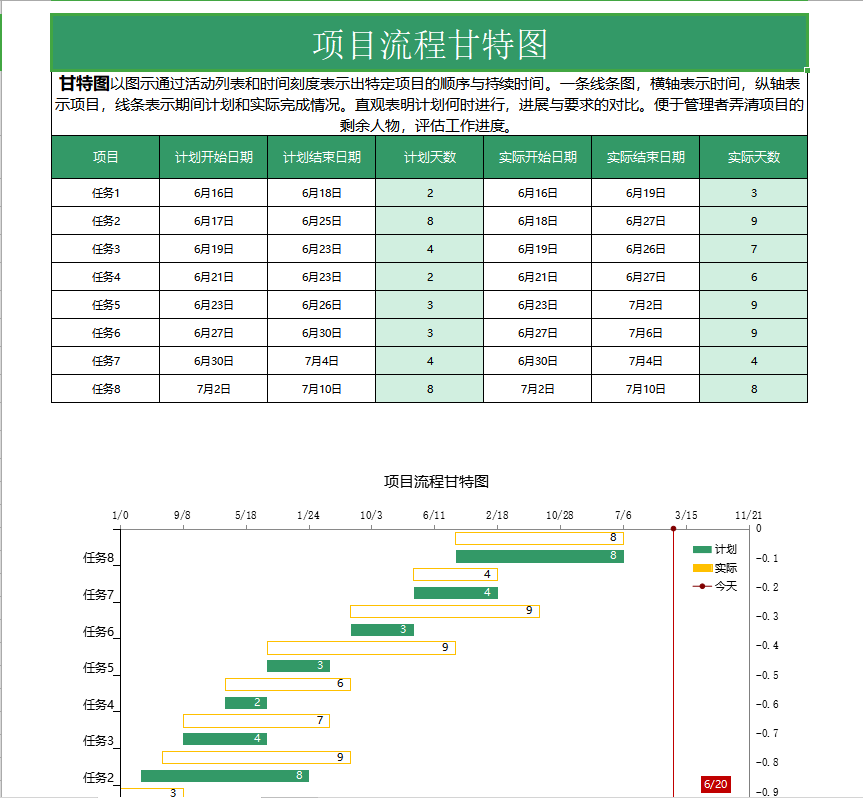 项目流程甘特图
甘特图以图示通过活动列表和时间刻度表示出特定项目的顺序与持续时间。一条线条图，横轴表示时间，纵轴表
示项目，线条表示期间计划和实际完成情况。直观表明计划何时进行，进展与要求的对比。便于管理者弄清项目的
剩余人物，评估工作进度。
项目 计划开始日期 计划结束日期 计划天数 实际开始日期 实际结束日期 实际天数
任务1 6月16日 6月18日 2 6月16日 6月19日 3
任务2 6月17日 6月25日 8 6月18日 6月27日 9
任务3 6月19日 6月23日 4 6月19日 6月26日 7
任务4 6月21日 6月23日 2 6月21日 6月27日 6
任务5 6月23日 6月26日 3 6月23日 7月2日 9
任务6 6月27日 6月30日 3 6月27日 7月6日 9
任务7 6月30日 7月4日 4 6月30日 7月4日 4
任务8 7月2日 7月10日 8 7月2日 7月10日 8
项目流程甘特图
1/0 9/8 5/18 1/24 10/3 6/11 2/18 10/28 7/6 3/15 11/21
0
8
计划
任务8 8 -0.1
实际
4
今天
任务7 4 -0.2
9 -0.3
任务6 3
9 -0.4
任务5 3 -0.5
6
任务4 2 -0.6
7 -0.7
任务3 4
9 -0.8
任务2 8
6/20
3 -0.9